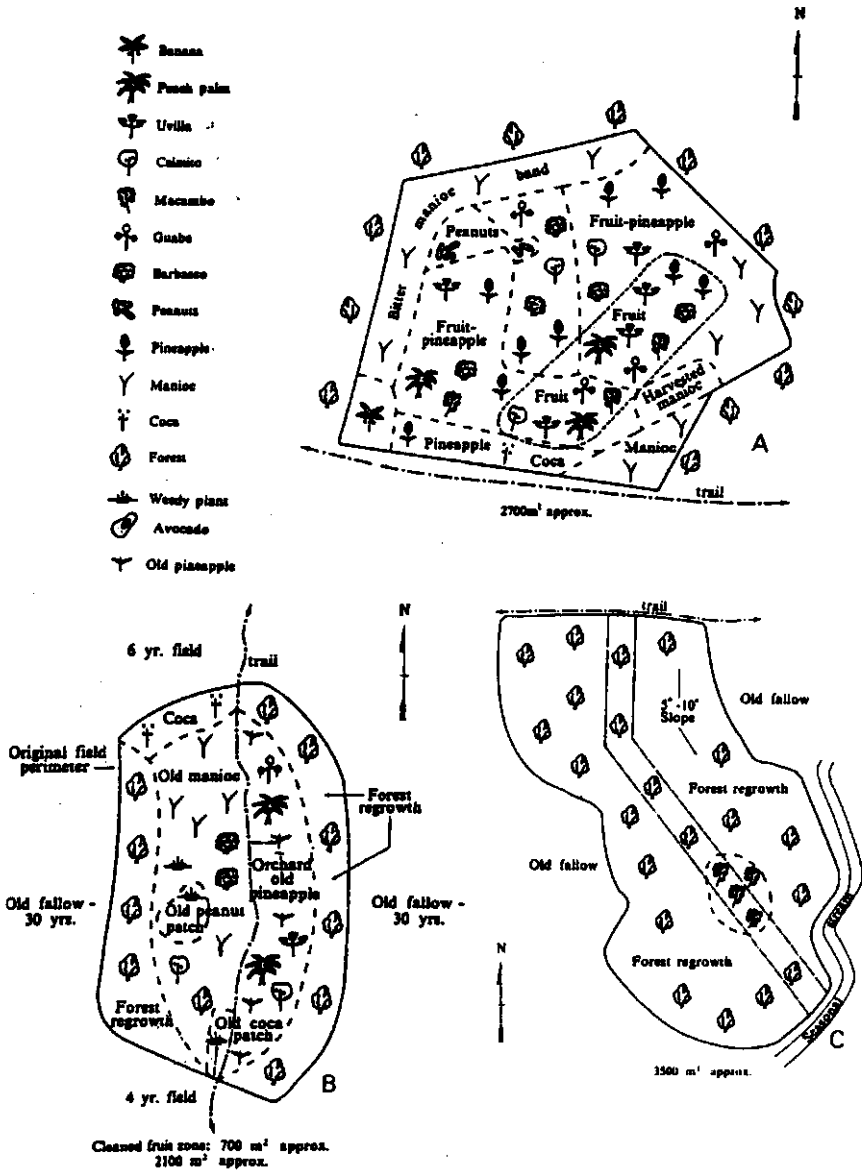 N
Banana
Peach palm
Uvilla
Caimito
Macambo
Guaba
Barbasco
Peanuts
Pineapple
Manioc
Coca
Forest
Weedy plant
Avocado
Old pineapple
Bitter manioc band
Peanuts
Fruit-pineapple
Fruit-
pineapple
Fruit
Fruit
Harvested
manioc
Pineapple
Coca
Manioc
A
trail
2700m² approx.
6 yr. field
trail
N
Coca
Original field
perimeter
Old manioc
Forest
regrowth
Orchard
old
pineapple
Old fallow -
30 yrs.
Old peanut
patch
Old fallow -
30 yrs.
Forest
regrowth
Old coca
patch
B
4 yr. field
Cleaned fruit zone: 700 m² approx.
2100 m² approx.
trail
5° -10°
Slope
Old fallow
Forest regrowth
Old fallow
N
Forest regrowth
Seasonal stream
C
3500 m² approx.